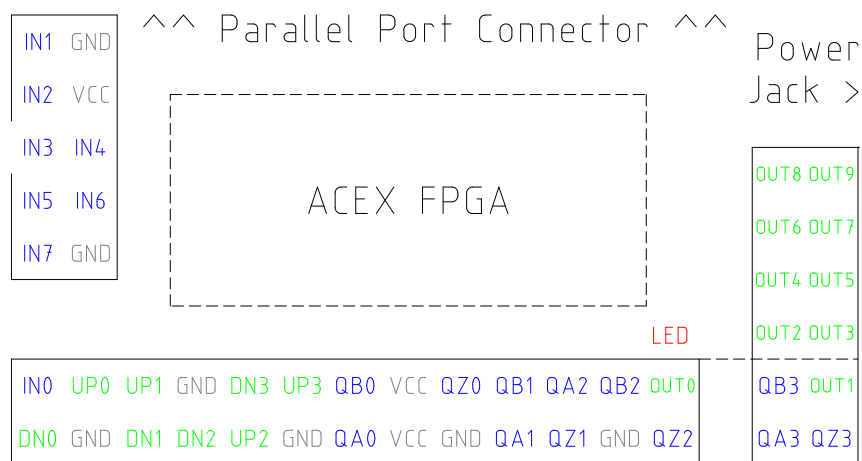 ^^ Parallel Port Connector ^^
Power
Jack >
IN1 GND
IN2 VCC
IN3 IN4
IN5 IN6
IN7 GND
ACEX FPGA
OUT8 OUT9
OUT6 OUT7
OUT4 OUT5
OUT2 OUT3
LED
IN0 UP0 UP1 GND DN3 UP3 QB0 VCC QZ0 QB1 QA2 QB2 OUT0
QB3 OUT1
DN0 GND DN1 DN2 UP2 GND QA0 VCC GND QA1 QZ1 GND QZ2
QA3 QZ3